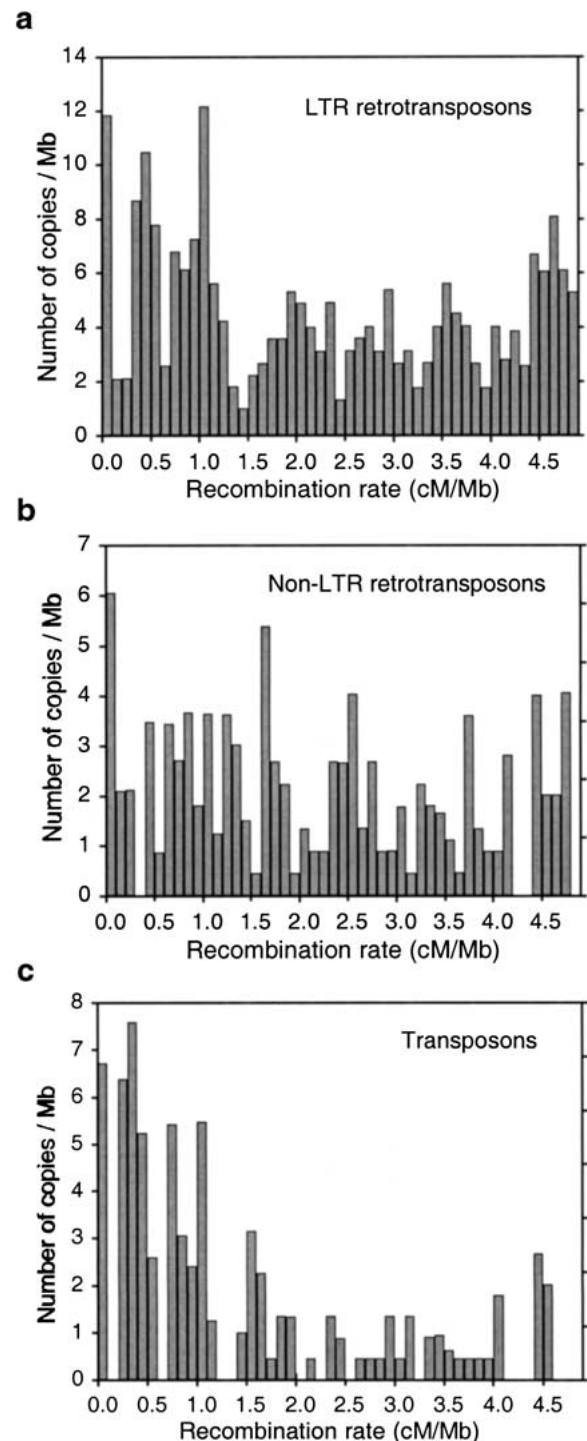 a
14
12
10
8
6
4
2
0
Number of copies / Mb
LTR retrotransposons
0.0 0.5 1.0 1.5 2.0 2.5 3.0 3.5 4.0 4.5
Recombination rate (cM/Mb)
b
7
6
5
4
3
2
1
0
Number of copies / Mb
Non-LTR retrotransposons
0.0 0.5 1.0 1.5 2.0 2.5 3.0 3.5 4.0 4.5
Recombination rate (cM/Mb)
c
8
7
6
5
4
3
2
1
0
Number of copies / Mb
Transposons
0.0 0.5 1.0 1.5 2.0 2.5 3.0 3.5 4.0 4.5
Recombination rate (cM/Mb)